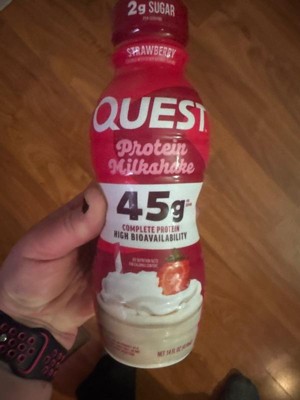 2g SUGAR
STRAWBERRY
QUEST
Protein
Milkshake
45g
COMPLETE PROTEIN
HIGH BIOAVAILABILITY